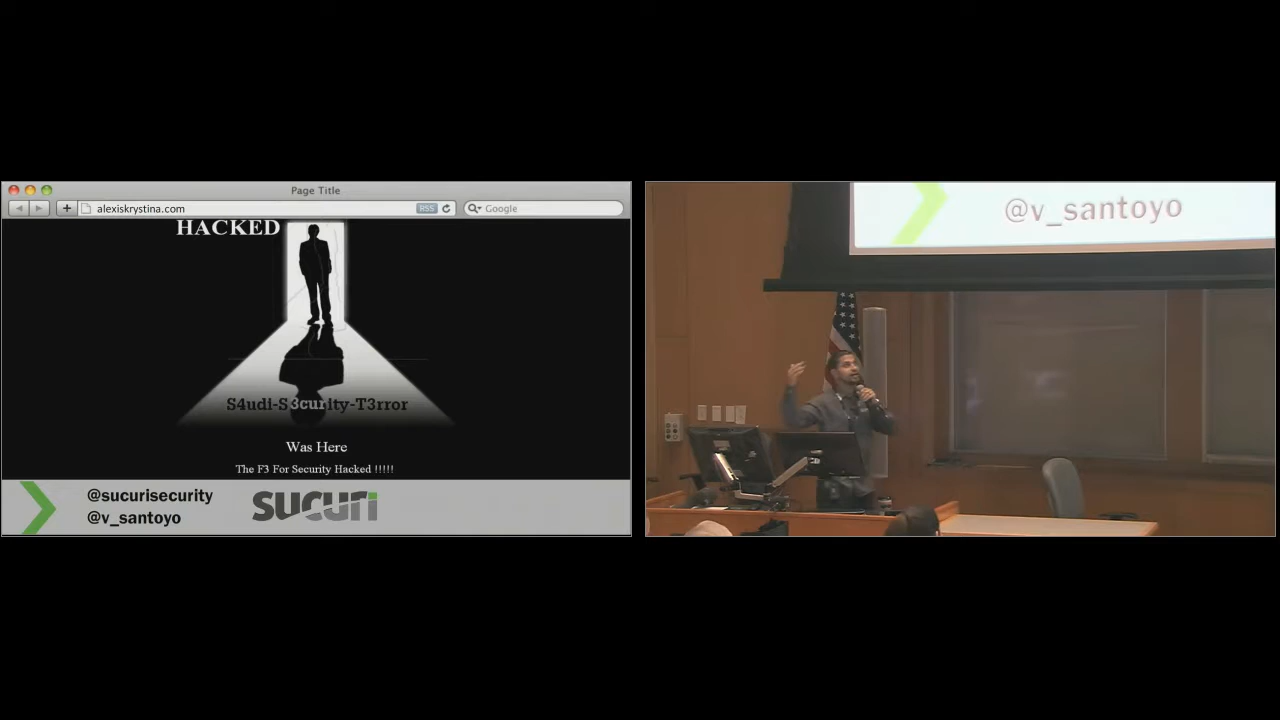 Page Title
alexiskrystina.com
RSS
Google
HACKED
S4udi-S3curity-T3rror
Was Here
The F3 For Security Hacked !!!!!
@sucurisecurity
@v_santoyo
sucuri
@v_santoyo